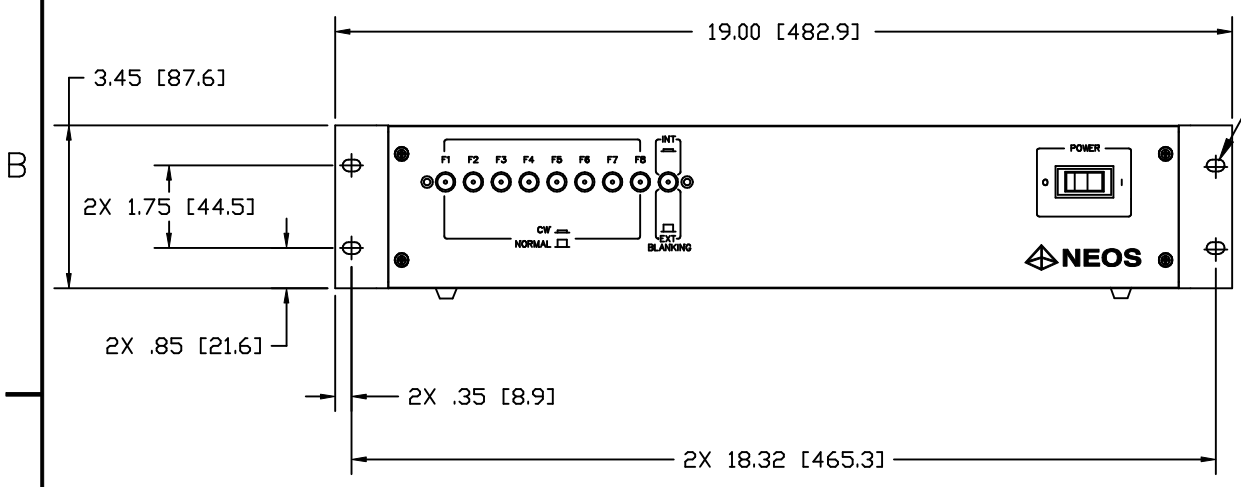 19.00 [482.9]
3.45 [87.6]
B
INT
F1 F2 F3 F4 F5 F6 F7 F8
POWER
O I
2X 1.75 [44.5]
CW
NORMAL
EXT
BLANKING
NEOS
2X .85 [21.6]
2X .35 [8.9]
2X 18.32 [465.3]